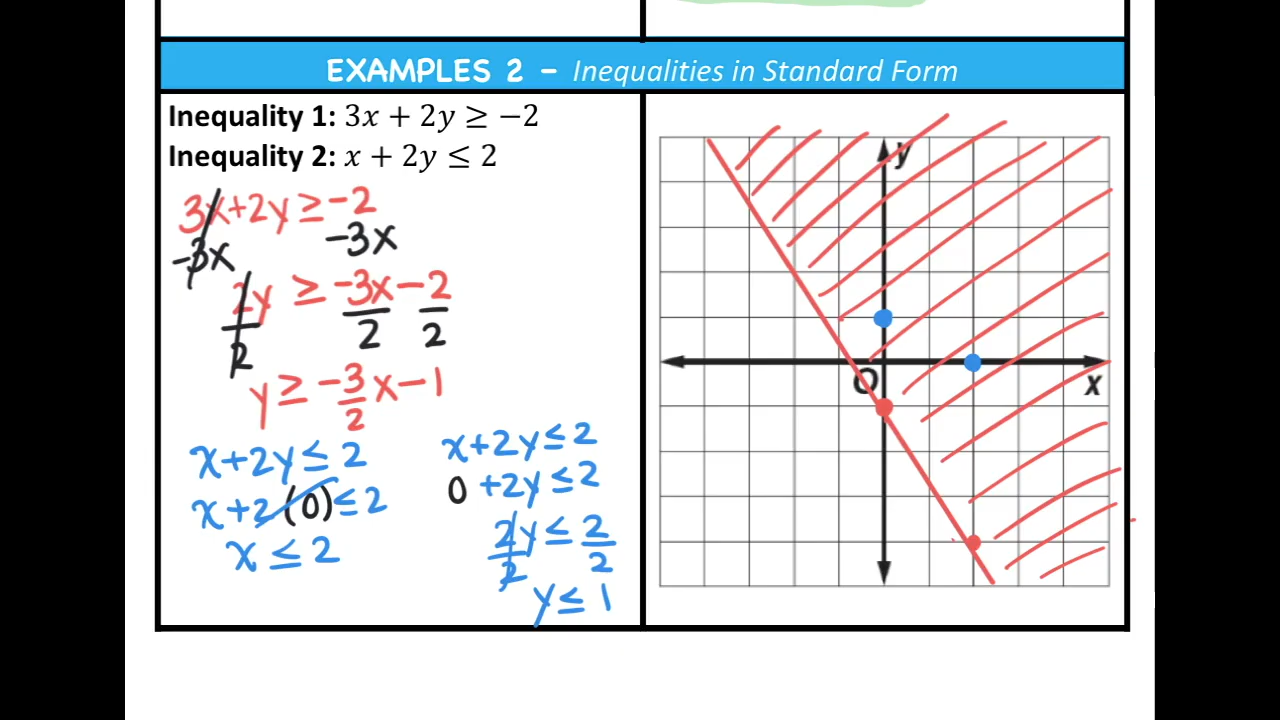 EXAMPLES 2 – Inequalities in Standard Form
Inequality 1: 3x + 2y ≥ −2
Inequality 2: x + 2y ≤ 2
3x+2y ≥ -2
-3x -3x
2y ≥ -3x - 2
2 2 2
y ≥ -3/2 x - 1
x+2y ≤ 2
x+2(0) ≤ 2
x ≤ 2
x+2y ≤ 2
0 +2y ≤ 2
2y ≤ 2
2 2
y ≤ 1
y
O
x